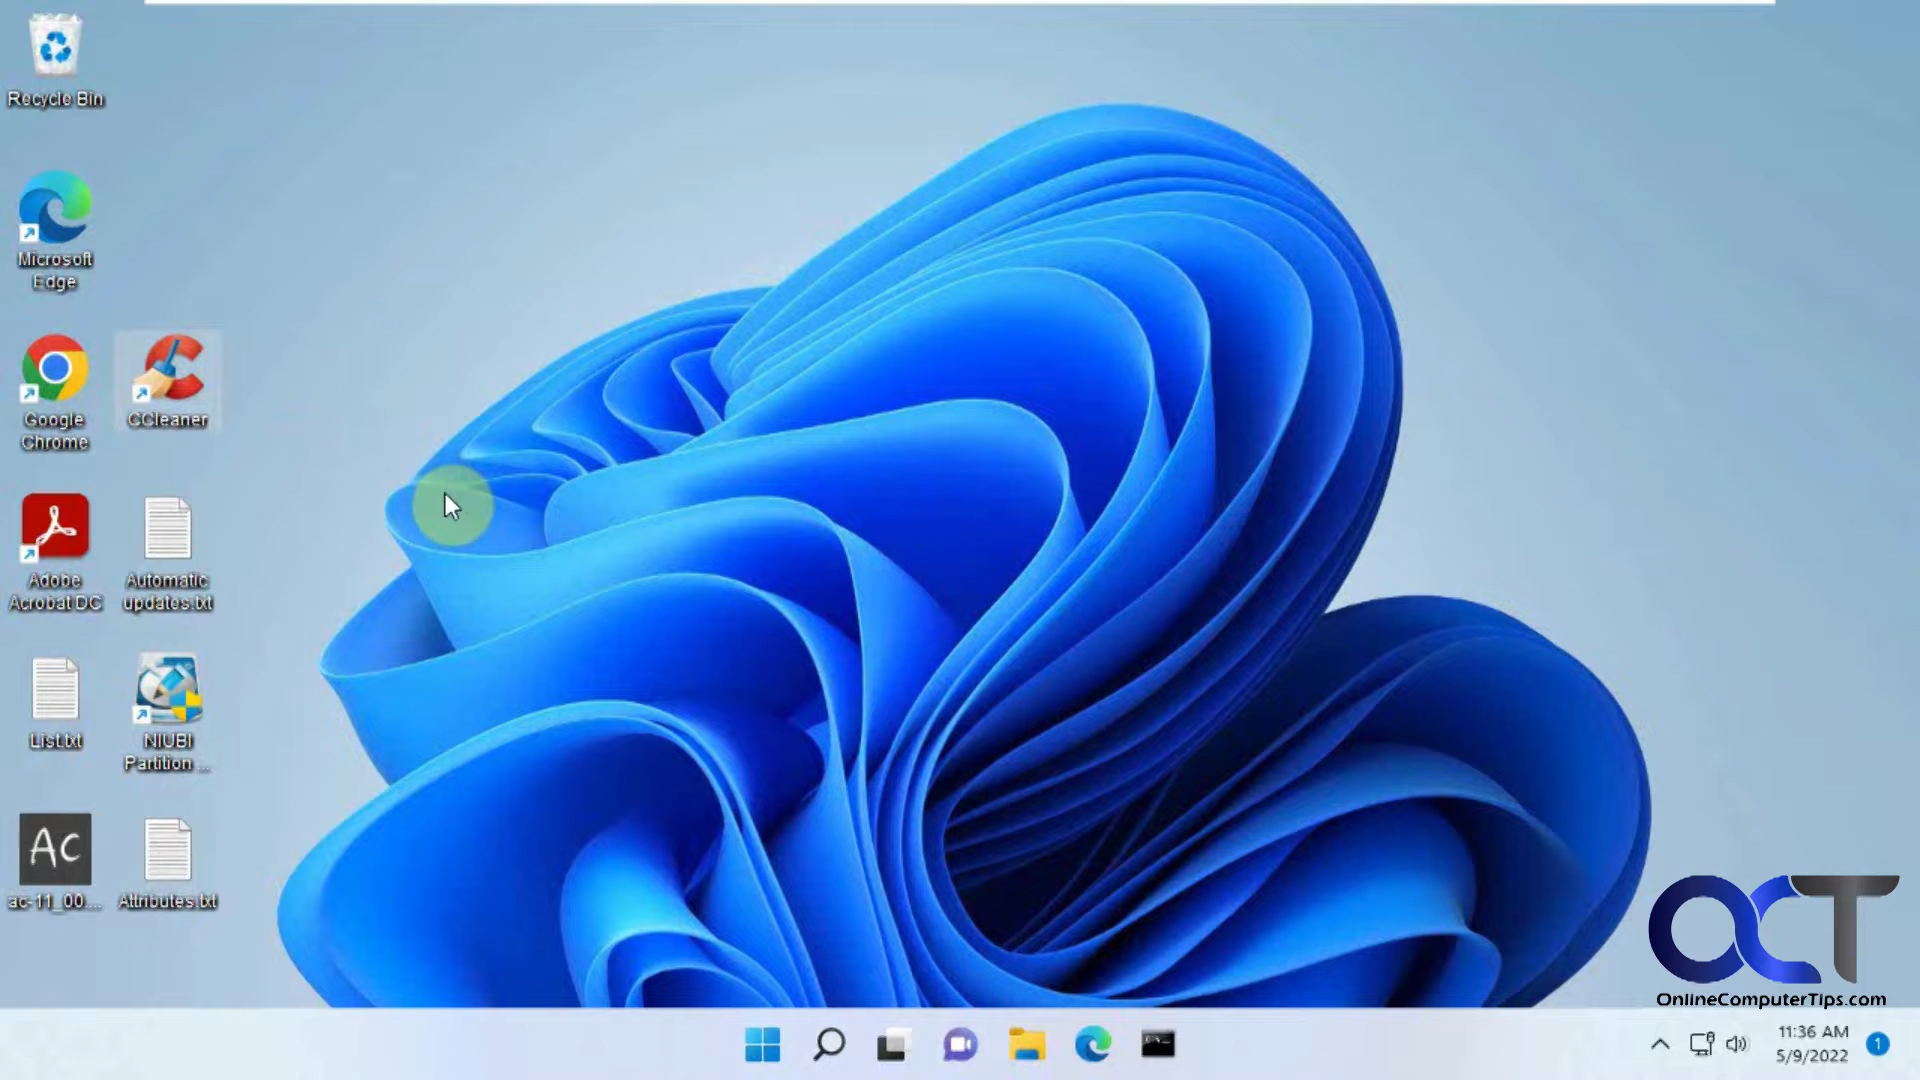 Recycle Bin
Microsoft
Edge
Google
Chrome
CCleaner
Adobe
Acrobat DC
Automatic
updates.txt
List.txt
NIUBI
Partition ...
Ac
ac-11_00....
Attributes.txt
OCT
OnlineComputerTips.com
11:36 AM
5/9/2022
1